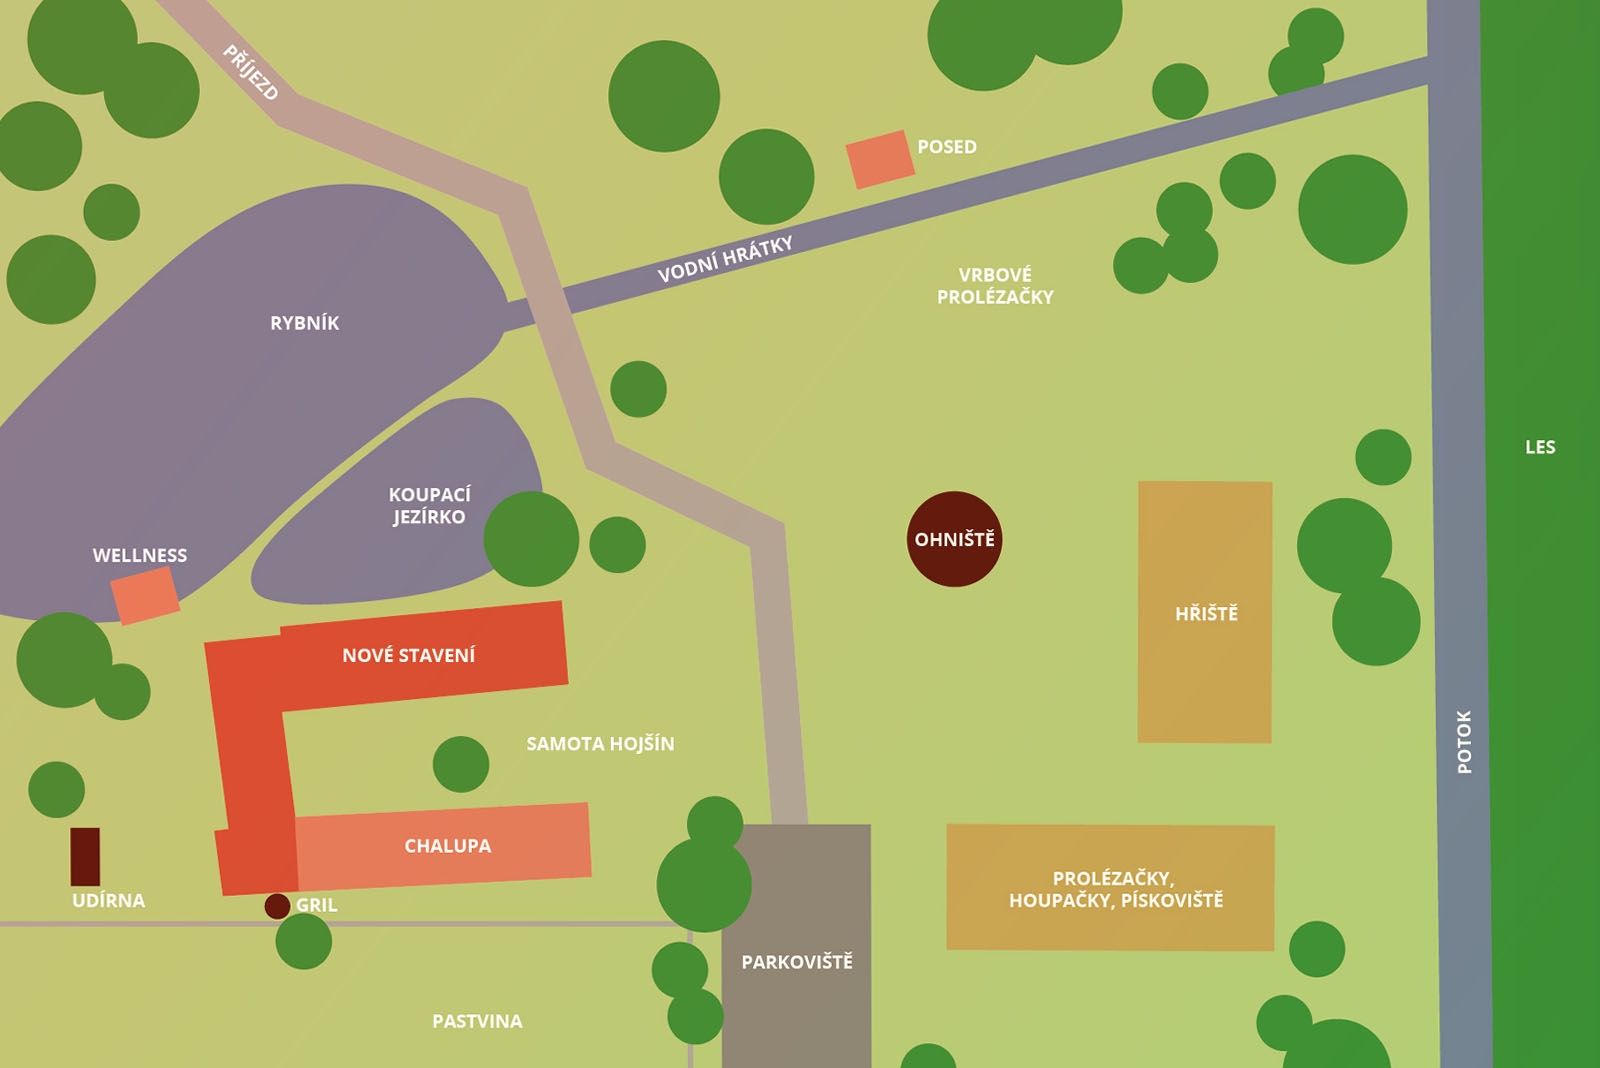 PŘÍJEZD
POSED
VODNÍ HRÁTKY
VRBOVÉ
PROLÉZAČKY
RYBNÍK
LES
KOUPACÍ
JEZÍRKO
OHNIŠTĚ
WELLNESS
HŘIŠTĚ
NOVÉ STAVENÍ
SAMOTA HOJŠÍN
POTOK
CHALUPA
PROLÉZAČKY,
HOUPAČKY, PÍSKOVIŠTĚ
UDÍRNA
GRIL
PARKOVIŠTĚ
PASTVINA